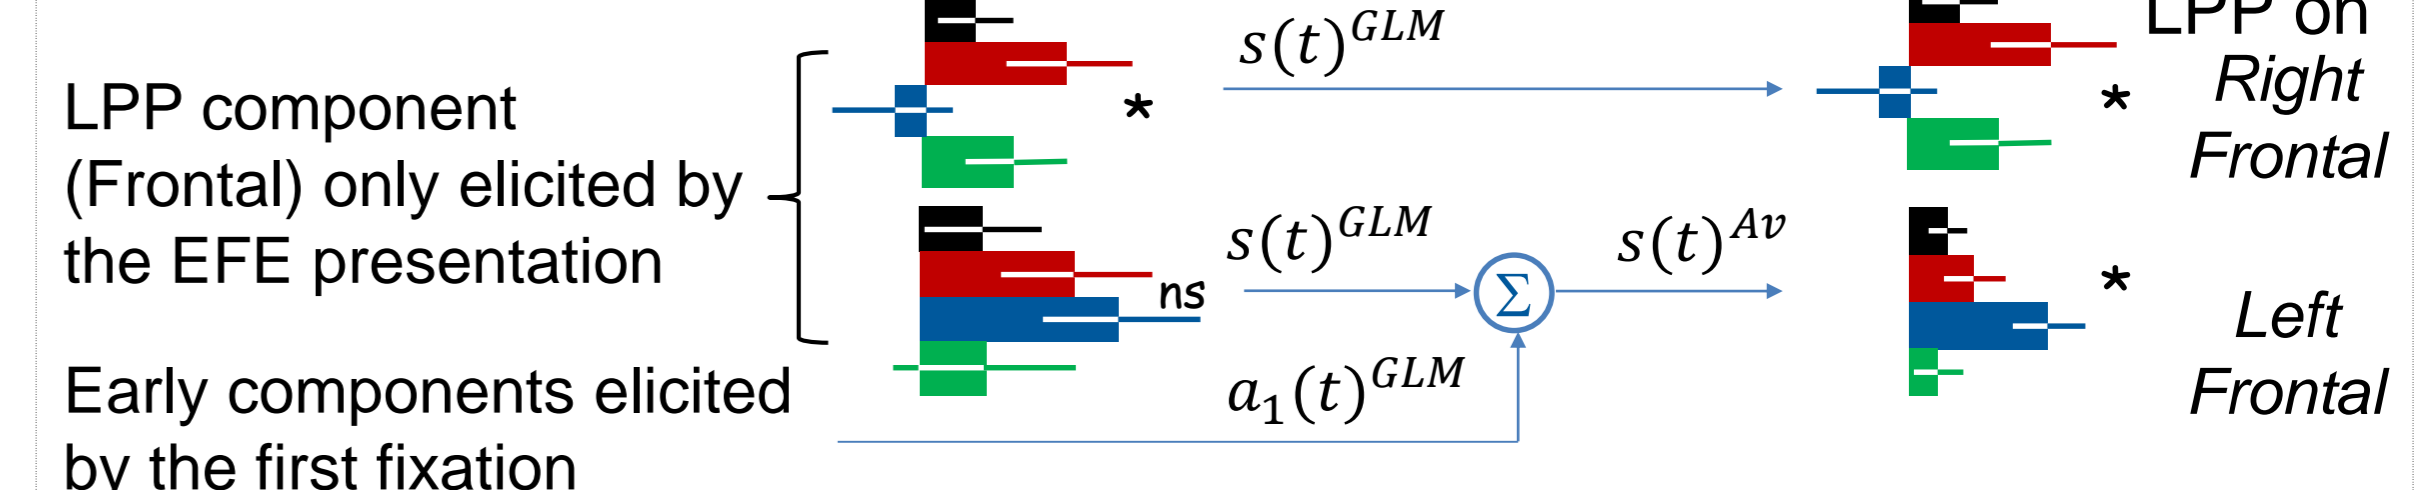 LPP component
(Frontal) only elicited by
the EFE presentation
Early components elicited
by the first fixation
*
ns
s(t)^{GLM}
s(t)^{GLM}
Σ
s(t)^{Av}
a_1(t)^{GLM}
LPP on
Right
Frontal
*
*
Left
Frontal